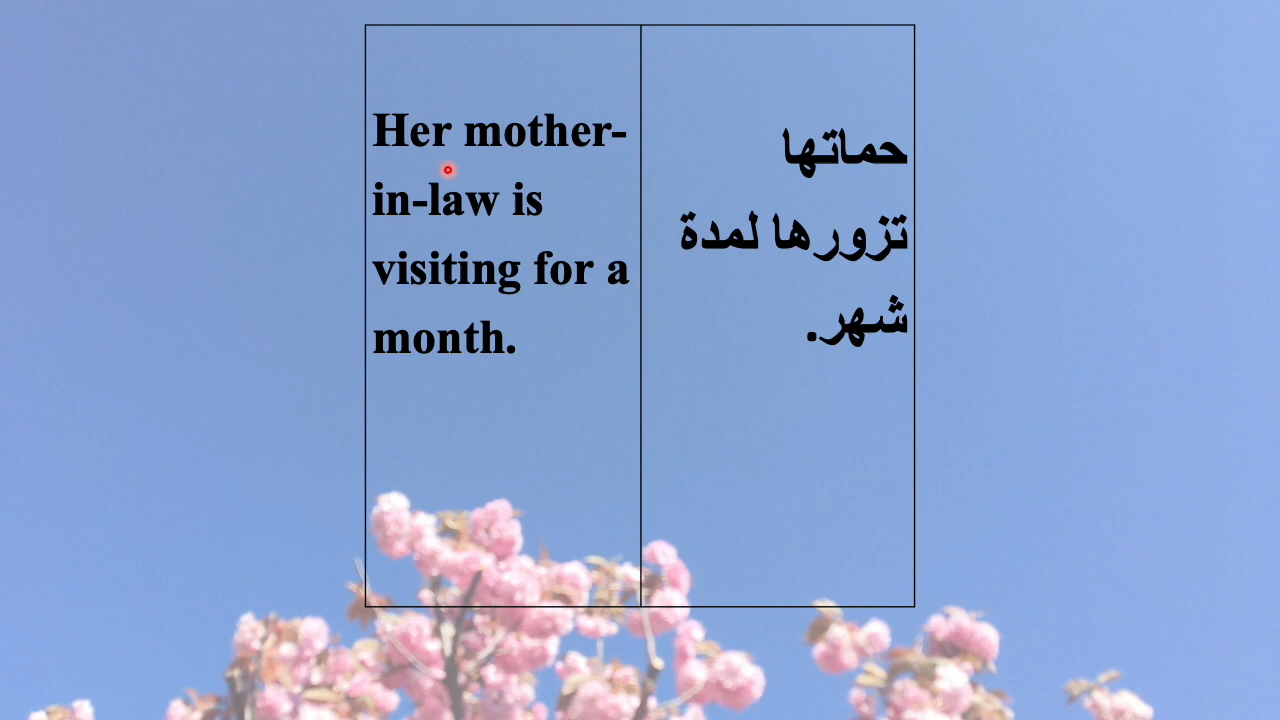 Her mother-
in-law is
visiting for a
month.
حماتها
تزورها لمدة
شهر.